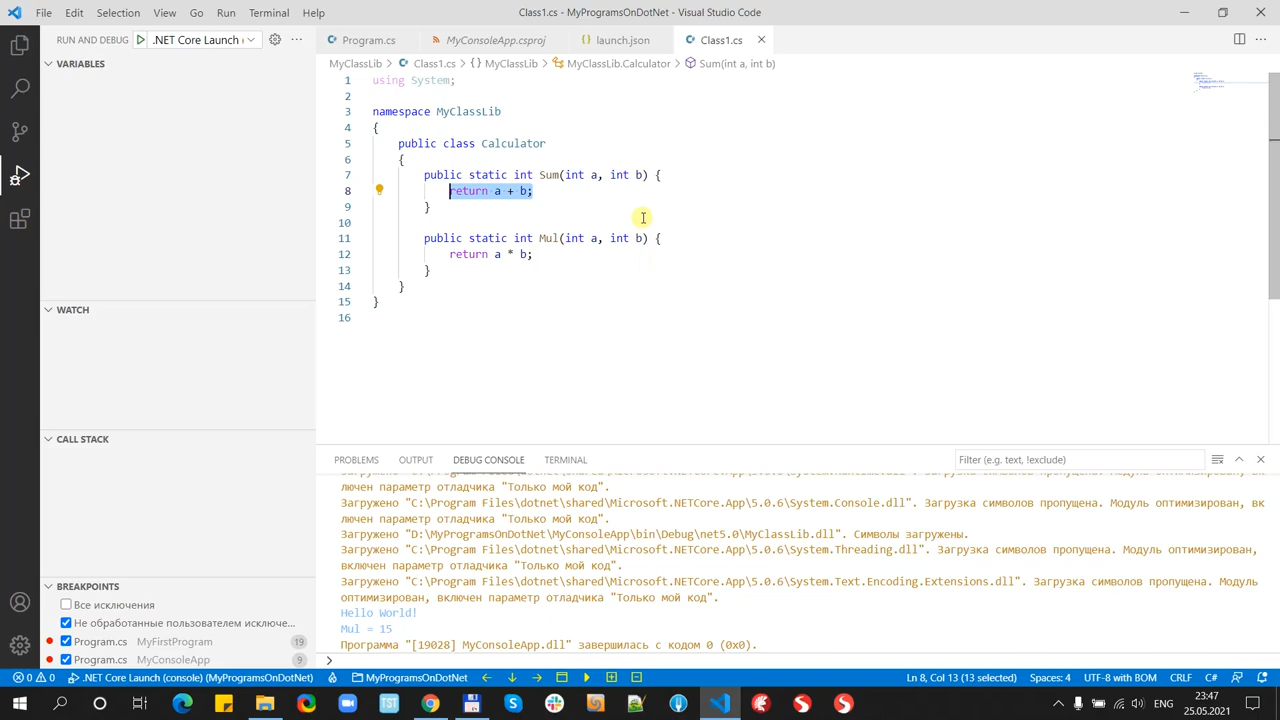 File Edit Selection View Go Run Terminal Help
Class1.cs - MyProgramsOnDotNet - Visual Studio Code
RUN AND DEBUG .NET Core Launch (
Program.cs MyConsoleApp.csproj launch.json Class1.cs
MyClassLib Class1.cs {} MyClassLib MyClassLib.Calculator Sum(int a, int b)
VARIABLES
WATCH
CALL STACK
BREAKPOINTS
Все исключения
Не обработанные пользователем исключе...
Program.cs MyFirstProgram 19
Program.cs MyConsoleApp 9
1 using System;
2
3 namespace MyClassLib
4 {
5 public class Calculator
6 {
7 public static int Sum(int a, int b) {
8 return a + b;
9 }
10
11 public static int Mul(int a, int b) {
12 return a * b;
13 }
14 }
15 }
16
PROBLEMS OUTPUT DEBUG CONSOLE TERMINAL
Filter (e.g. text, !exclude)
ключен параметр отладчика "Только мой код".
Загружено "C:\Program Files\dotnet\shared\Microsoft.NETCore.App\5.0.6\System.Console.dll". Загрузка символов пропущена. Модуль оптимизирован, вк
лючен параметр отладчика "Только мой код".
Загружено "D:\MyProgramsOnDotNet\MyConsoleApp\bin\Debug\net5.0\MyClassLib.dll". Символы загружены.
Загружено "C:\Program Files\dotnet\shared\Microsoft.NETCore.App\5.0.6\System.Threading.dll". Загрузка символов пропущена. Модуль оптимизирован,
включен параметр отладчика "Только мой код".
Загружено "C:\Program Files\dotnet\shared\Microsoft.NETCore.App\5.0.6\System.Text.Encoding.Extensions.dll". Загрузка символов пропущена. Модуль
оптимизирован, включен параметр отладчика "Только мой код".
Hello World!
Mul = 15
Программа "[19028] MyConsoleApp.dll" завершилась с кодом 0 (0x0).
0 0 .NET Core Launch (console) (MyProgramsOnDotNet) MyProgramsOnDotNet
Ln 8, Col 13 (13 selected) Spaces: 4 UTF-8 with BOM CRLF C#
TST
ENG
23:47
25.05.2021